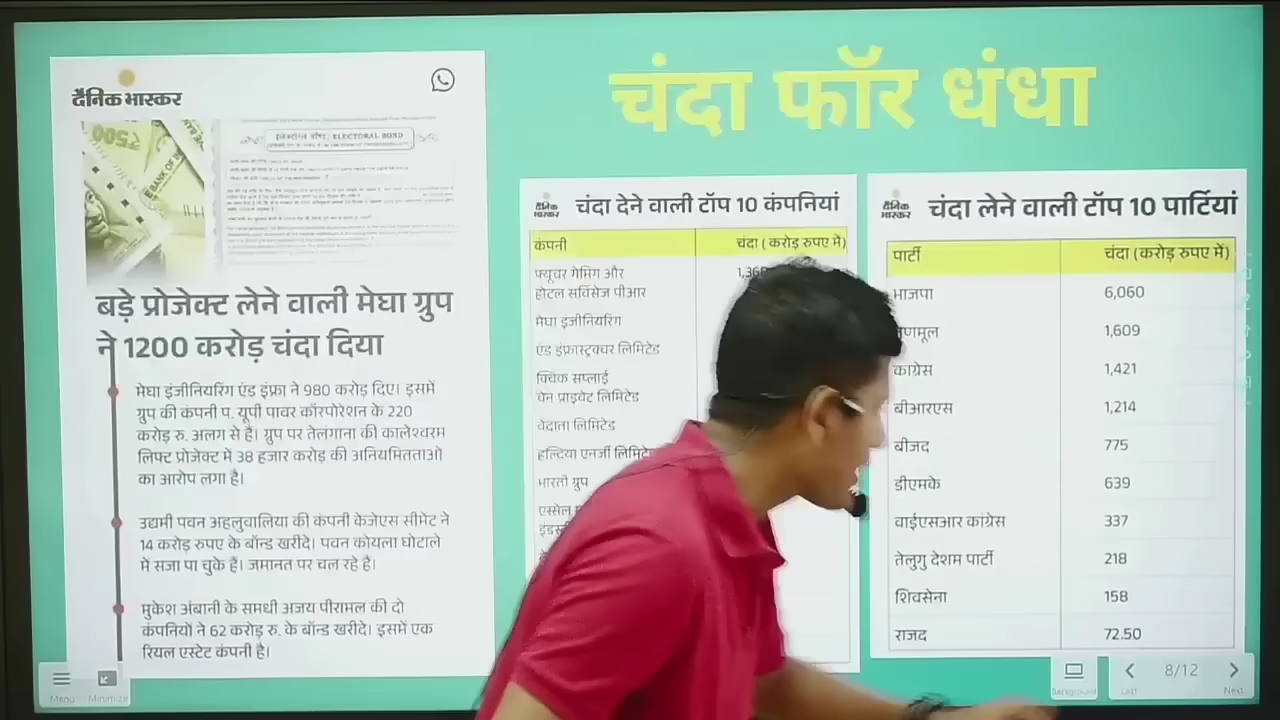 चंदा फॉर धंधा
दैनिक भास्कर
इलेक्टोरल बॉण्ड / ELECTORAL BOND
बड़े प्रोजेक्ट लेने वाली मेघा ग्रुप
ने 1200 करोड़ चंदा दिया
मेघा इंजीनियरिंग एंड इंफ्रा ने 980 करोड़ दिए। इसमें
ग्रुप की कंपनी प. यूपी पावर कॉरपोरेशन के 220
करोड़ रु. अलग से हैं। ग्रुप पर तेलंगाना की कालेश्वरम
लिफ्ट प्रोजेक्ट में 38 हजार करोड़ की अनियमितताओं
का आरोप लगा है।
उद्यमी पवन अहलुवालिया की कंपनी केजेएस सीमेंट ने
14 करोड़ रुपए के बॉन्ड खरीदे। पवन कोयला घोटाले
में सजा पा चुके हैं। जमानत पर चल रहे हैं।
मुकेश अंबानी के समधी अजय पीरामल की दो
कंपनियों ने 62 करोड़ रु. के बॉन्ड खरीदे। इसमें एक
रियल एस्टेट कंपनी है।
दैनिक
भास्कर
चंदा देने वाली टॉप 10 कंपनियां
कंपनी चंदा (करोड़ रुपए में)
फ्यूचर गेमिंग और
होटल सर्विसेज पीआर
मेघा इंजीनियरिंग
एंड इंफ्रास्ट्रक्चर लिमिटेड
क्विक सप्लाई
चेन प्राइवेट लिमिटेड
वेदांता लिमिटेड
हल्दिया एनर्जी
भारती ग्रुप
एस्सेल
दैनिक
भास्कर
चंदा लेने वाली टॉप 10 पार्टियां
पार्टी चंदा (करोड़ रुपए में)
भाजपा 6,060
1,609
कांग्रेस 1,421
बीआरएस 1,214
बीजद 775
डीएमके 639
वाईएसआर कांग्रेस 337
तेलुगु देशम पार्टी 218
शिवसेना 158
राजद 72.50
Menu Minimize
Background Last 8/12 Next